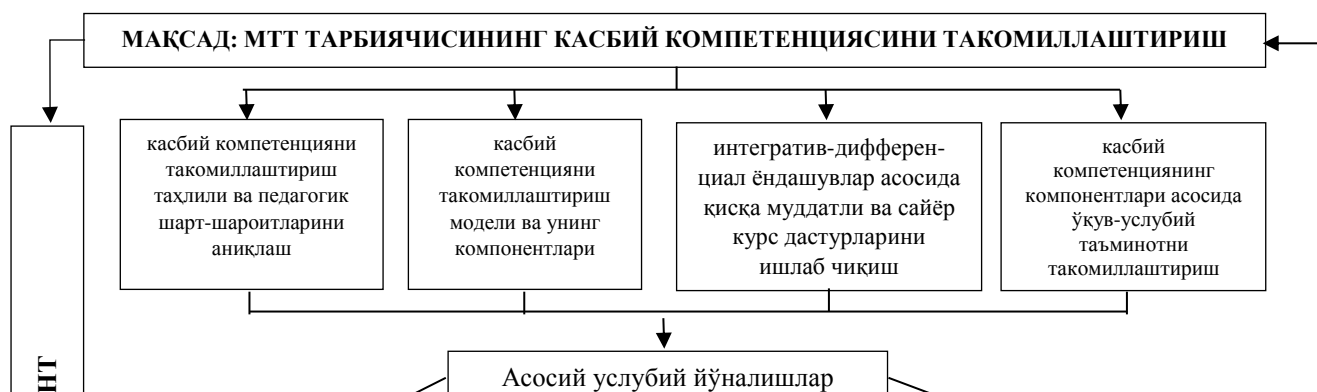 МАҚСАД: МТТ ТАРБИЯЧИСИНИНГ КАСБИЙ КОМПЕТЕНЦИЯСИНИ ТАКОМИЛЛАШТИРИШ
касбий компетенцияни
такомиллаштириш
таҳлили ва педагогик
шарт-шароитларини
аниқлаш
касбий
компетенцияни
такомиллаштириш
модели ва унинг
компонентлари
интегратив-дифферен-
циал ёндашувлар асосида
қисқа муддатли ва сайёр
курс дастурларини
ишлаб чиқиш
касбий
компетенциянинг
компонентлари асосида
ўқув-услубий
таъминотни
такомиллаштириш
НТ
Асосий услубий йўналишлар